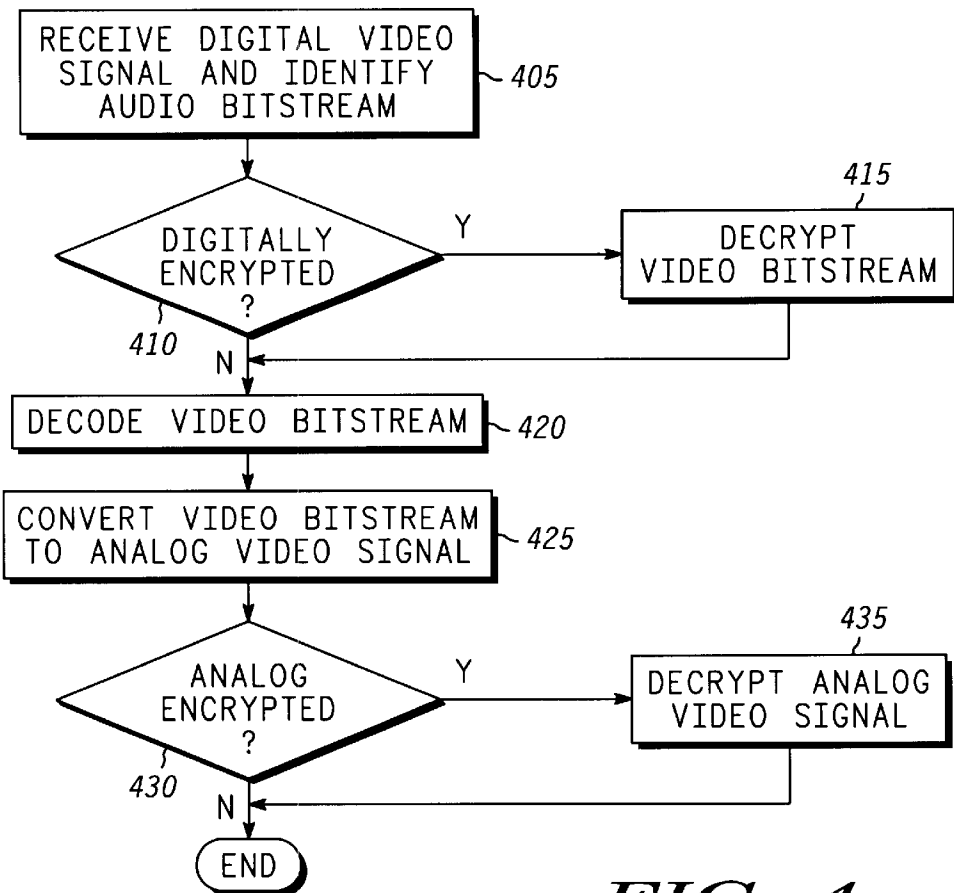 RECEIVE DIGITAL VIDEO
SIGNAL AND IDENTIFY
AUDIO BITSTREAM
405
DIGITALLY
ENCRYPTED
?
410
Y
415
DECRYPT
VIDEO BITSTREAM
N
DECODE VIDEO BITSTREAM
420
CONVERT VIDEO BITSTREAM
TO ANALOG VIDEO SIGNAL
425
ANALOG
ENCRYPTED
?
430
Y
435
DECRYPT ANALOG
VIDEO SIGNAL
N
END